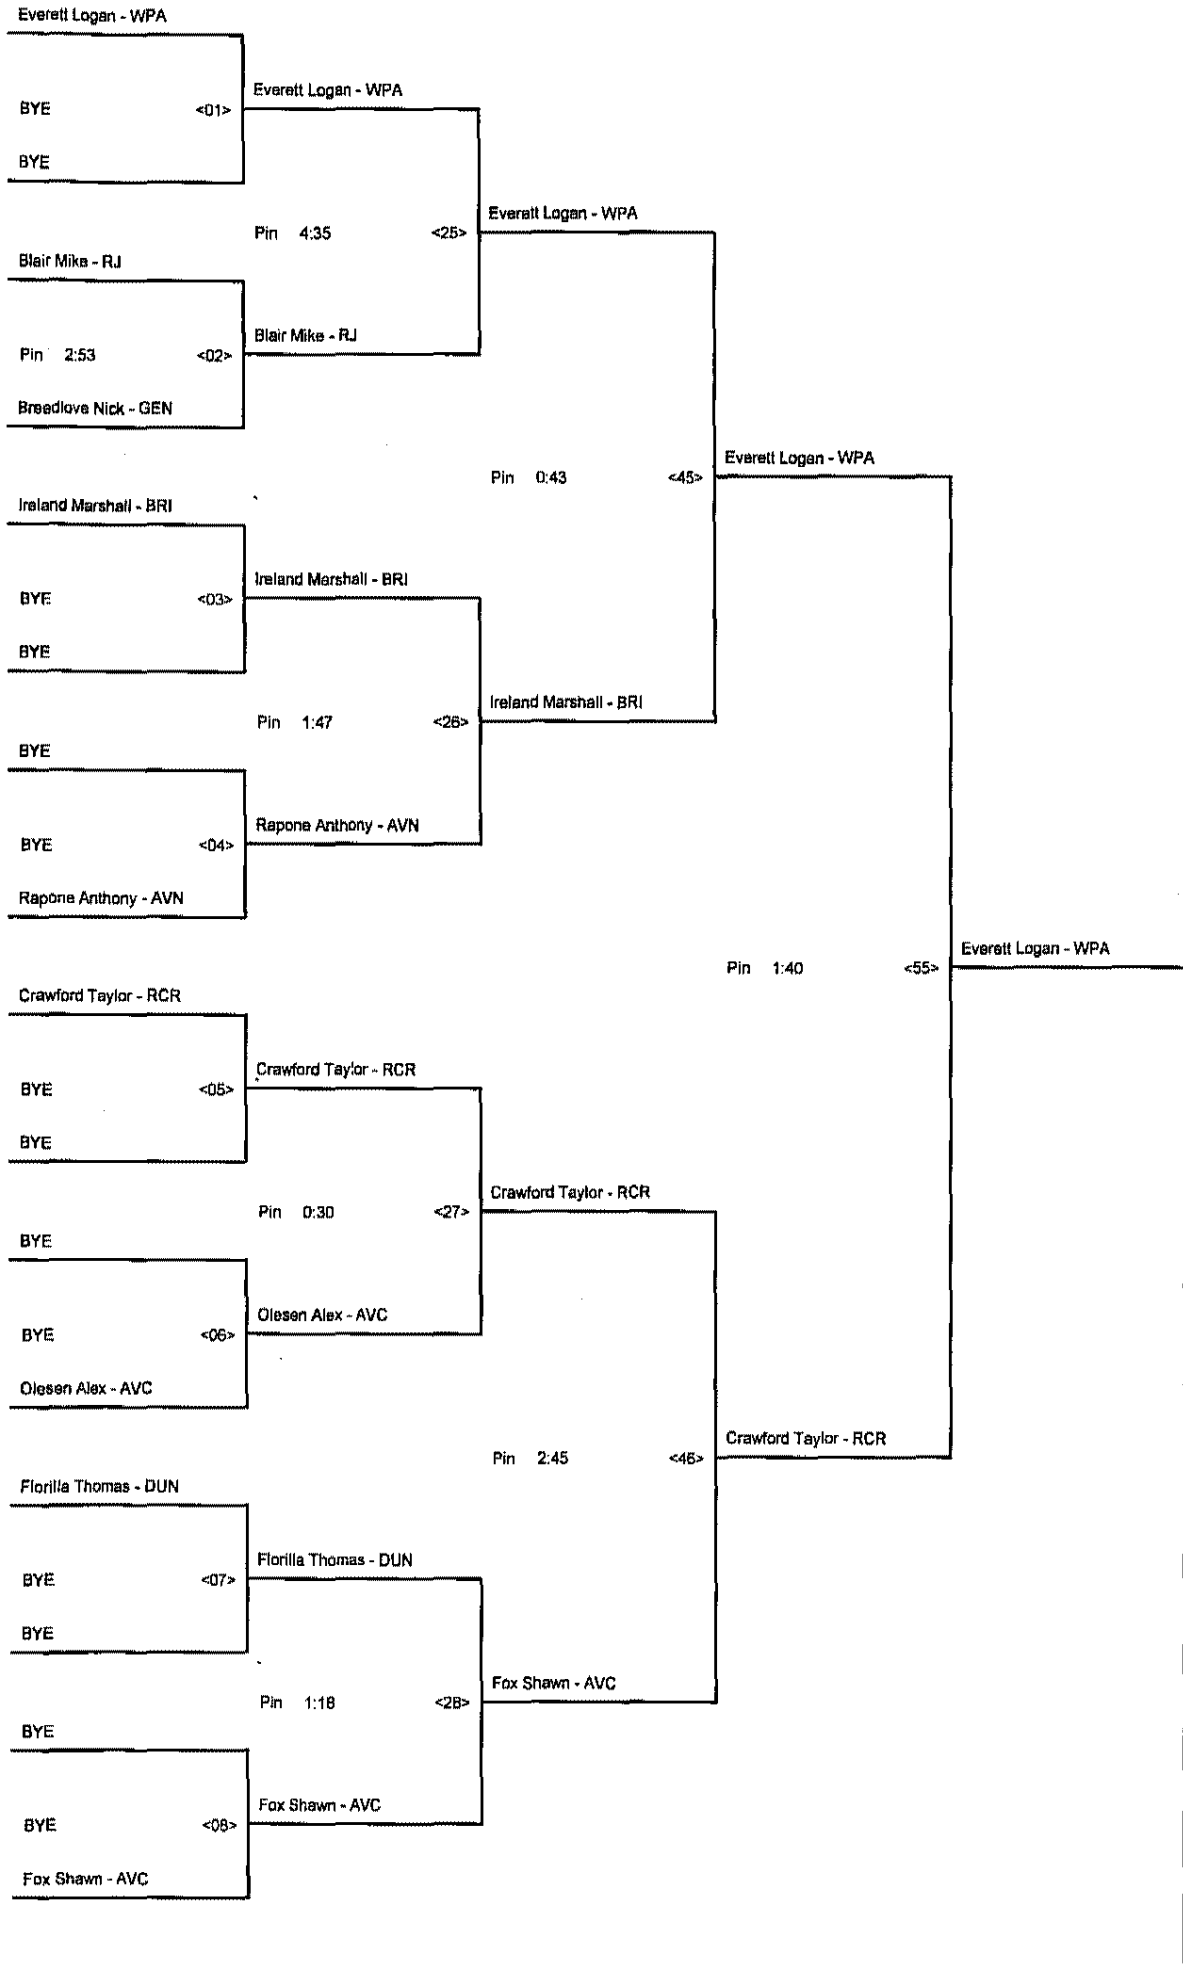 Everett Logan - WPA
Everett Logan - WPA
BYE <01>
BYE
Everett Logan - WPA
Pin 4:35 <25>
Blair Mike - RJ
Blair Mike - RJ
Pin 2:53 <02>
Breedlove Nick - GEN
Everett Logan - WPA
Pin 0:43 <45>
Ireland Marshall - BRI
Ireland Marshall - BRI
BYE <03>
BYE
Ireland Marshall - BRI
Pin 1:47 <26>
BYE
Rapone Anthony - AVN
BYE <04>
Rapone Anthony - AVN
Everett Logan - WPA
Pin 1:40 <55>
Crawford Taylor - RCR
Crawford Taylor - RCR
BYE <05>
BYE
Crawford Taylor - RCR
Pin 0:30 <27>
BYE
Olesen Alex - AVC
BYE <06>
Olesen Alex - AVC
Crawford Taylor - RCR
Pin 2:45 <46>
Florilla Thomas - DUN
Florilla Thomas - DUN
BYE <07>
BYE
Fox Shawn - AVC
Pin 1:18 <28>
BYE
Fox Shawn - AVC
BYE <08>
Fox Shawn - AVC